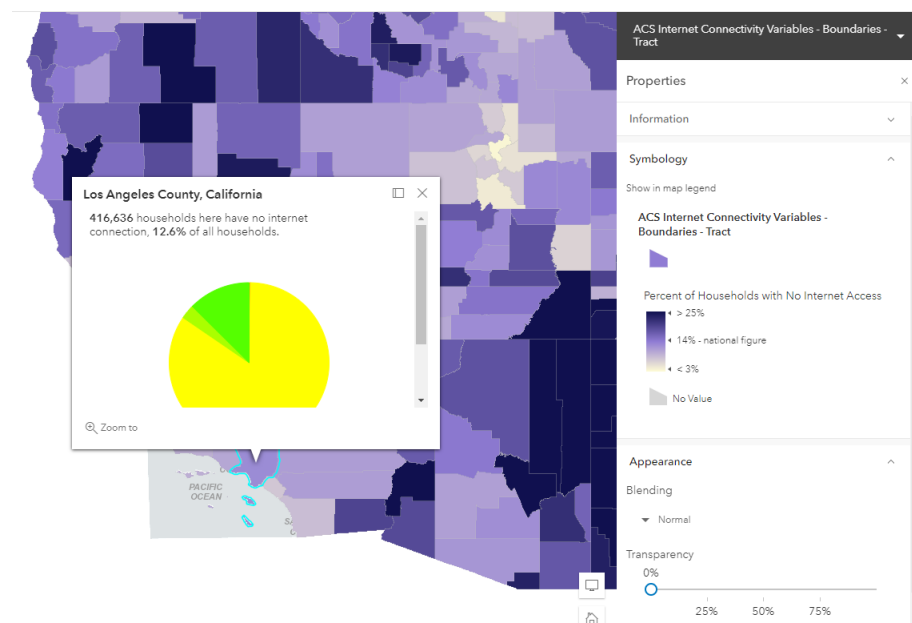 ACS Internet Connectivity Variables - Boundaries -
Tract
Properties
Information
Symbology
Show in map legend
ACS Internet Connectivity Variables -
Boundaries - Tract
Percent of Households with No Internet Access
> 25%
14% - national figure
< 3%
No Value
Appearance
Blending
Normal
Transparency
0%
25% 50% 75%
Los Angeles County, California
416,636 households here have no internet
connection, 12.6% of all households.
Zoom to
PACIFIC
OCEAN